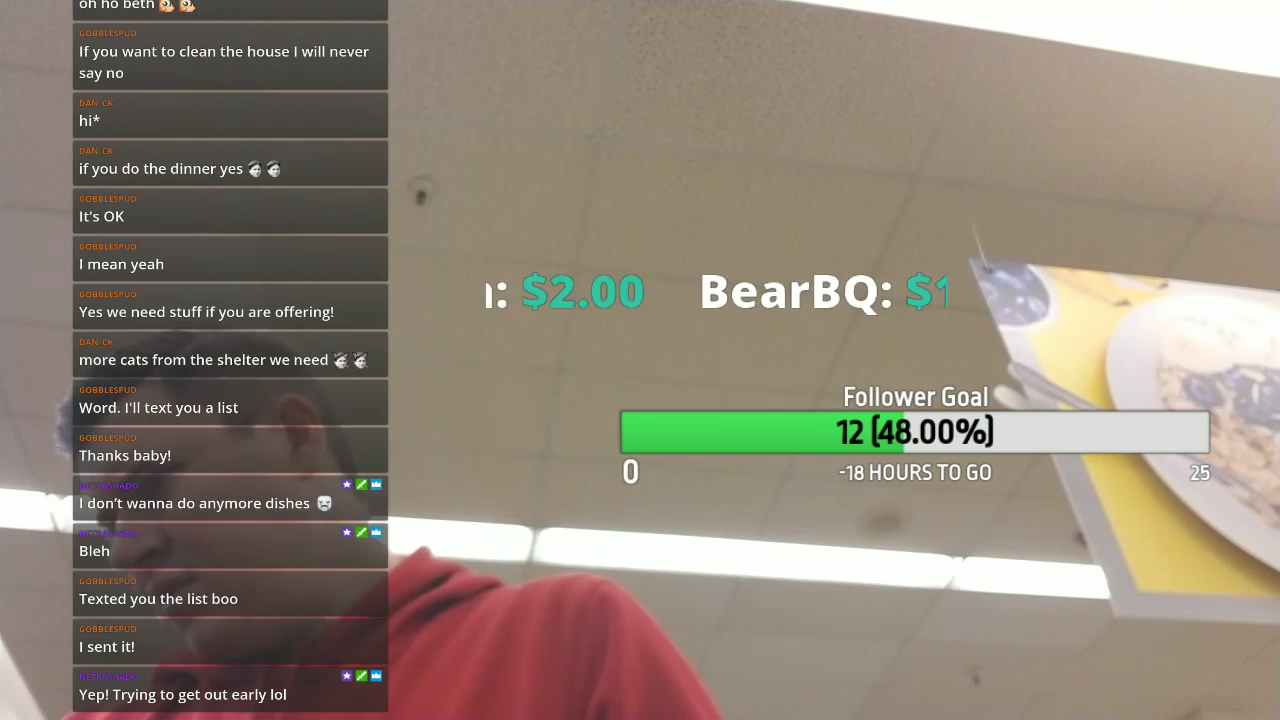 oh ho beth
GOBBLESPUD
If you want to clean the house I will never
say no
DAN_CK
hi*
DAN_CK
if you do the dinner yes
GOBBLESPUD
It's OK
GOBBLESPUD
I mean yeah
GOBBLESPUD
Yes we need stuff if you are offering!
DAN_CK
more cats from the shelter we need
GOBBLESPUD
Word. I'll text you a list
GOBBLESPUD
Thanks baby!
NETRASHADO
I don’t wanna do anymore dishes
NETRASHADO
Bleh
GOBBLESPUD
Texted you the list boo
GOBBLESPUD
I sent it!
NETRASHADO
Yep! Trying to get out early lol
: $2.00 BearBQ: $1
Follower Goal
12 (48.00%)
0 -18 HOURS TO GO 25